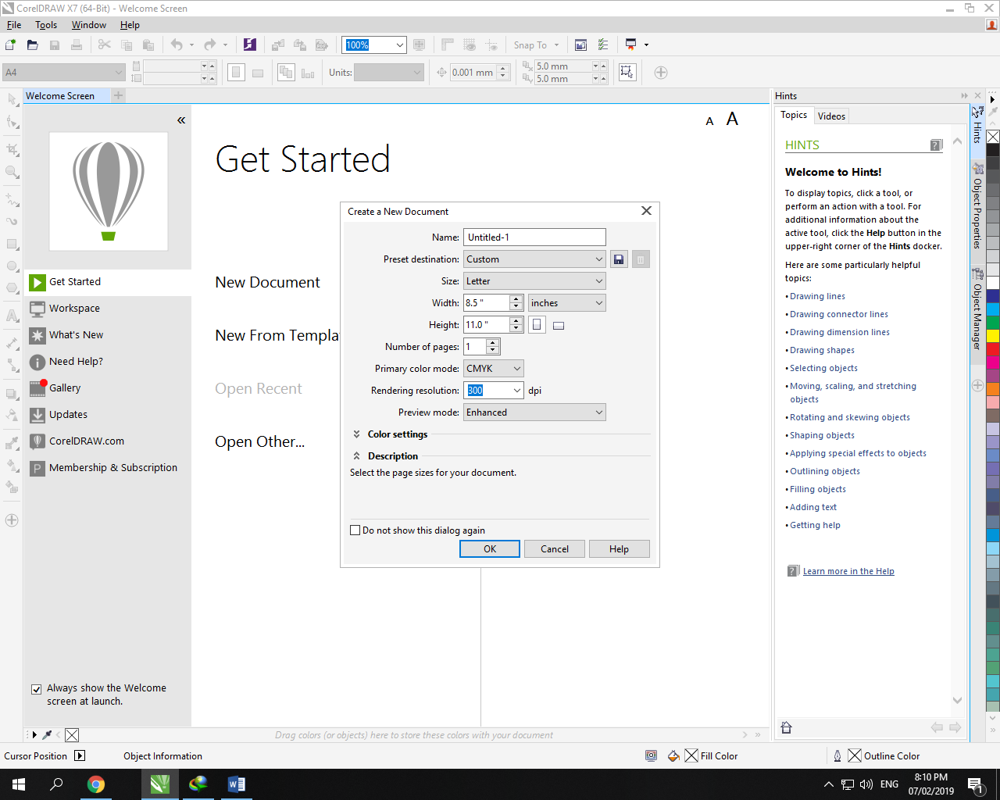 CorelDRAW X7 (64-Bit) - Welcome Screen
File Tools Window Help
100% Snap To
A4 Units: 0.001 mm 5.0 mm
5.0 mm
Welcome Screen
Hints
Topics Videos
«
A A
Get Started
Get Started
Workspace
What's New
Need Help?
Gallery
Updates
CorelDRAW.com
P Membership & Subscription
Always show the Welcome
screen at launch.
New Document
New From Templa
Open Recent
Open Other...
Create a New Document
Name: Untitled-1
Preset destination: Custom
Size: Letter
Width: 8.5 " inches
Height: 11.0 "
Number of pages: 1
Primary color mode: CMYK
Rendering resolution: 300 dpi
Preview mode: Enhanced
Color settings
Description
Select the page sizes for your document.
Do not show this dialog again
OK Cancel Help
HINTS
Welcome to Hints!
To display topics, click a tool, or
perform an action with a tool. For
additional information about the
active tool, click the Help button in the
upper-right corner of the Hints docker.
Here are some particularly helpful
topics:
• Drawing lines
• Drawing connector lines
• Drawing dimension lines
• Drawing shapes
• Selecting objects
• Moving, scaling, and stretching
objects
• Rotating and skewing objects
• Shaping objects
• Applying special effects to objects
• Outlining objects
• Filling objects
• Adding text
• Getting help
? Learn more in the Help
Hints
Object Properties
Object Manager
Drag colors (or objects) here to store these colors with your document
Cursor Position Object Information Fill Color Outline Color
ENG 8:10 PM
07/02/2019
1